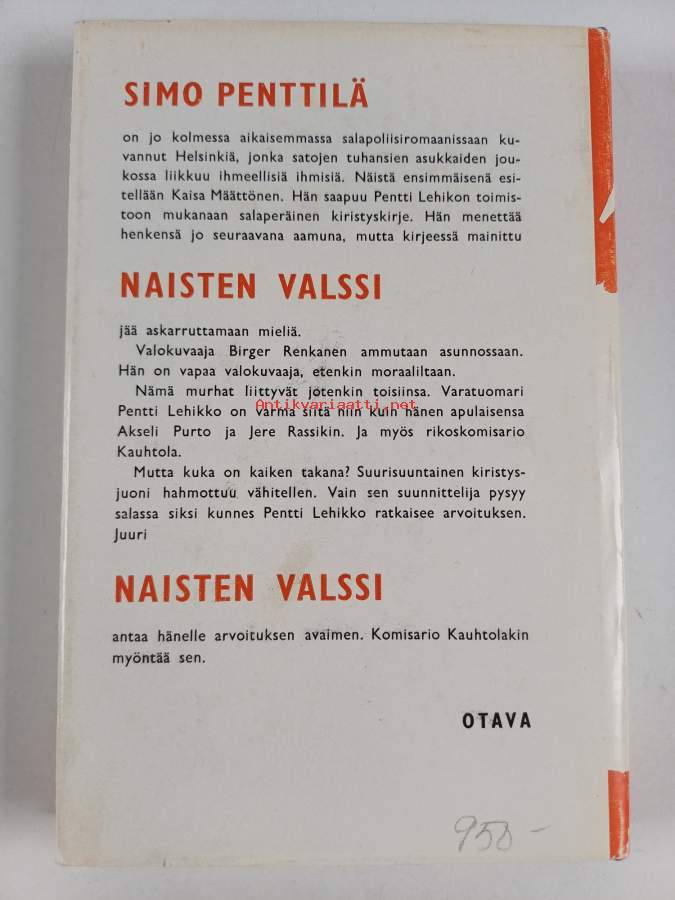 SIMO PENTTILÄ
on jo kolmessa aikaisemmassa salapoliisiromaanissaan ku-
vannut Helsinkiä, jonka satojen tuhansien asukkaiden jou-
kossa liikkuu ihmeellisiä ihmisiä. Näistä ensimmäisenä esi-
tellään Kaisa Määttönen. Hän saapuu Pentti Lehikon toimis-
toon mukanaan salaperäinen kiristyskirje. Hän menettää
henkensä jo seuraavana aamuna, mutta kirjeessä mainittu
NAISTEN VALSSI
jää askarruttamaan mieliä.
Valokuvaaja Birger Renkanen ammutaan asunnossaan.
Hän on vapaa valokuvaaja, etenkin moraaliltaan.
Nämä murhat liittyvät jotenkin toisiinsa. Varatuomari
Antikvariaatti.net
Pentti Lehikko on varma siitä niin kuin hänen apulaisensa
Akseli Purto ja Jere Rassikin. Ja myös rikoskomisario
Kauhtola.
Mutta kuka on kaiken takana? Suurisuuntainen kiristys-
juoni hahmottuu vähitellen. Vain sen suunnittelija pysyy
salassa siksi kunnes Pentti Lehikko ratkaisee arvoituksen.
Juuri
NAISTEN VALSSI
antaa hänelle arvoituksen avaimen. Komisario Kauhtolakin
myöntää sen.
OTAVA
950-